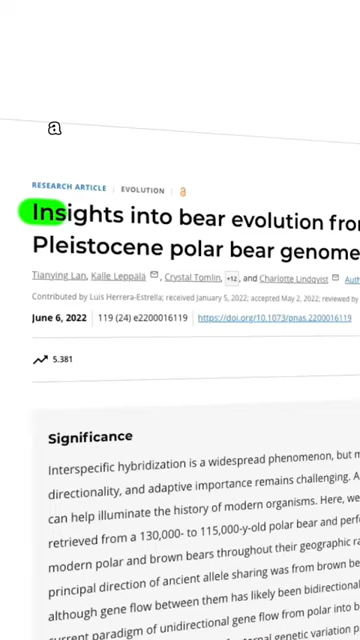 a
RESEARCH ARTICLE | EVOLUTION |
Insights into bear evolution from
Pleistocene polar bear genome
Tianying Lan, Kalle Leppälä, Crystal Tomlin, +12, and Charlotte Lindqvist Auth
Contributed by Luis Herrera-Estrella; received January 5, 2022; accepted May 2, 2022; reviewed by
June 6, 2022 | 119 (24) e2200016119 | https://doi.org/10.1073/pnas.2200016119
5.381
Significance
Interspecific hybridization is a widespread phenomenon, but m
directionality, and adaptive importance remains challenging. A
can help illuminate the history of modern organisms. Here, we
retrieved from a 130,000- to 115,000-y-old polar bear and perf
modern polar and brown bears throughout their geographic ra
principal direction of ancient allele sharing was from brown be
although gene flow between them has likely been bidirectional
current paradigm of unidirectional gene flow from polar into b
genetic variation p